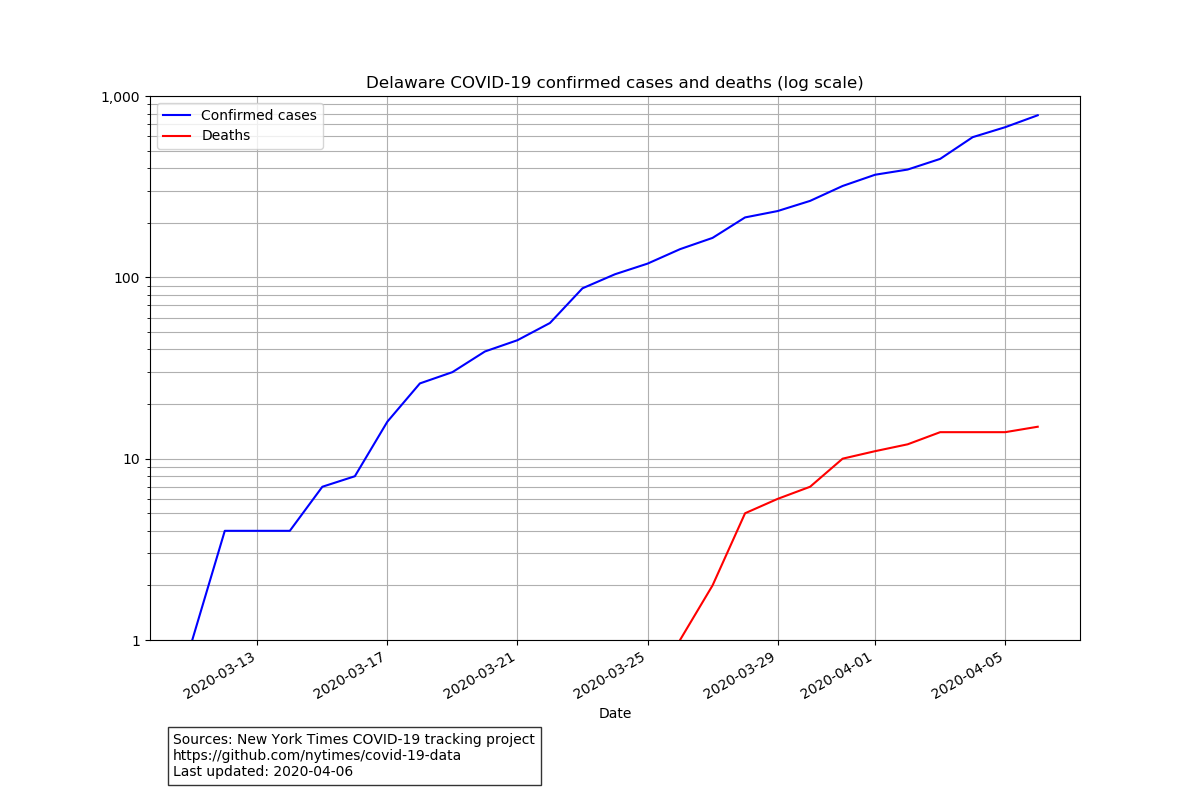 Delaware COVID-19 confirmed cases and deaths (log scale)
1,000
100
10
1
Confirmed cases
Deaths
2020-03-13
2020-03-17
2020-03-21
2020-03-25
2020-03-29
2020-04-01
2020-04-05
Date
Sources: New York Times COVID-19 tracking project
https://github.com/nytimes/covid-19-data
Last updated: 2020-04-06